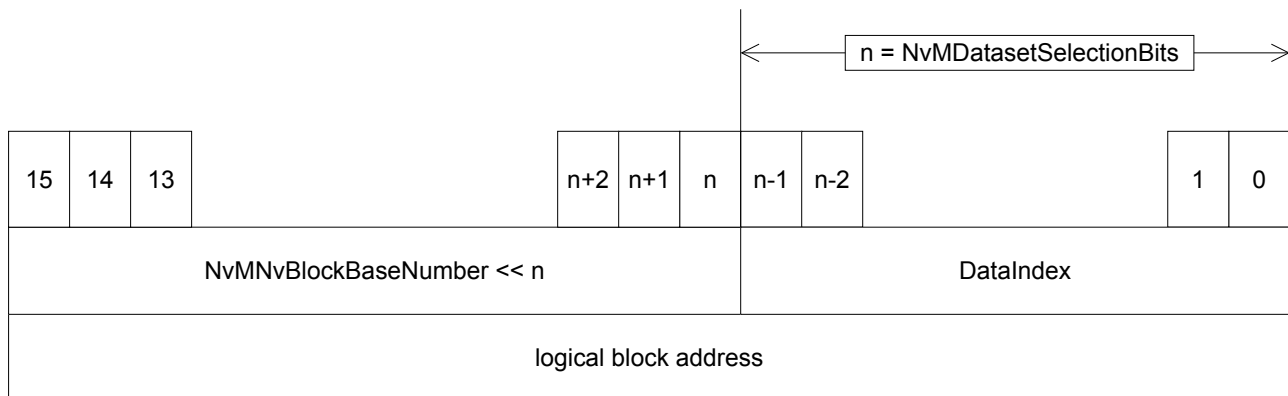 n = NvMDatasetSelectionBits
15 14 13 n+2 n+1 n n-1 n-2 1 0
NvMNvBlockBaseNumber << n DataIndex
logical block address